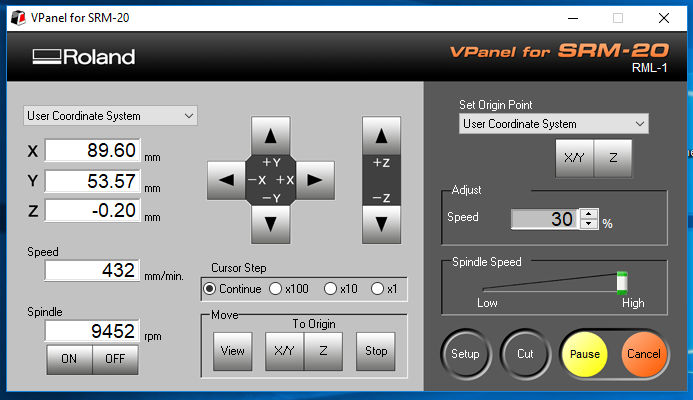 VPanel for SRM-20
Roland
VPanel for SRM-20
RML-1
User Coordinate System
X 89.60 mm
Y 53.57 mm
Z -0.20 mm
+Y
-X +X
-Y
+Z
-Z
Speed
432 mm/min.
Spindle
9452 rpm
ON OFF
Cursor Step
Continue x100 x10 x1
Move
To Origin
View X/Y Z Stop
Set Origin Point
User Coordinate System
X/Y Z
Adjust
Speed 30 %
Spindle Speed
Low High
Setup Cut Pause Cancel